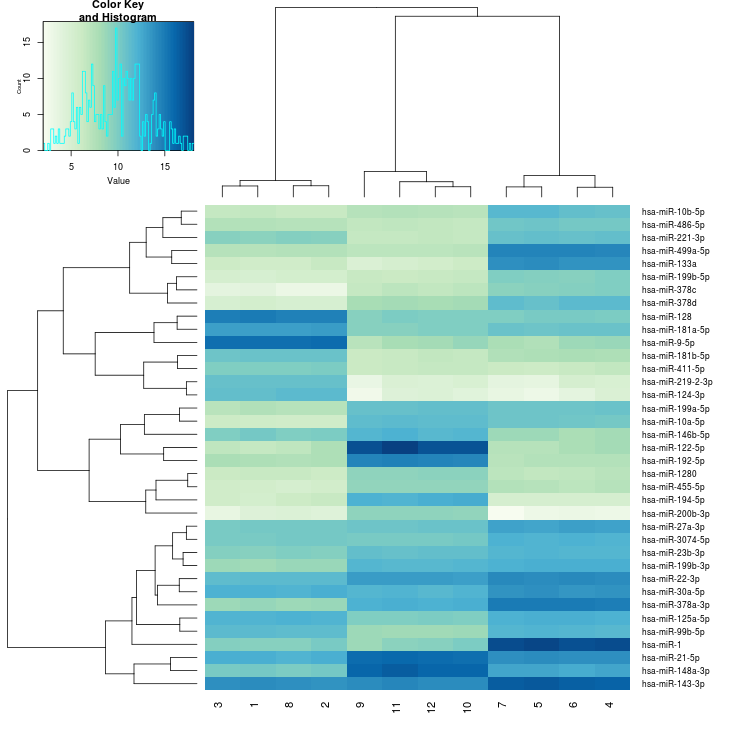 Color Key
and Histogram
Count
0 5 10 15
5 10 15
Value
hsa-miR-10b-5p
hsa-miR-486-5p
hsa-miR-221-3p
hsa-miR-499a-5p
hsa-miR-133a
hsa-miR-199b-5p
hsa-miR-378c
hsa-miR-378d
hsa-miR-128
hsa-miR-181a-5p
hsa-miR-9-5p
hsa-miR-181b-5p
hsa-miR-411-5p
hsa-miR-219-2-3p
hsa-miR-124-3p
hsa-miR-199a-5p
hsa-miR-10a-5p
hsa-miR-146b-5p
hsa-miR-122-5p
hsa-miR-192-5p
hsa-miR-1280
hsa-miR-455-5p
hsa-miR-194-5p
hsa-miR-200b-3p
hsa-miR-27a-3p
hsa-miR-3074-5p
hsa-miR-23b-3p
hsa-miR-199b-3p
hsa-miR-22-3p
hsa-miR-30a-5p
hsa-miR-378a-3p
hsa-miR-125a-5p
hsa-miR-99b-5p
hsa-miR-1
hsa-miR-21-5p
hsa-miR-148a-3p
hsa-miR-143-3p
3 1 8 2 9 11 12 10 7 5 6 4